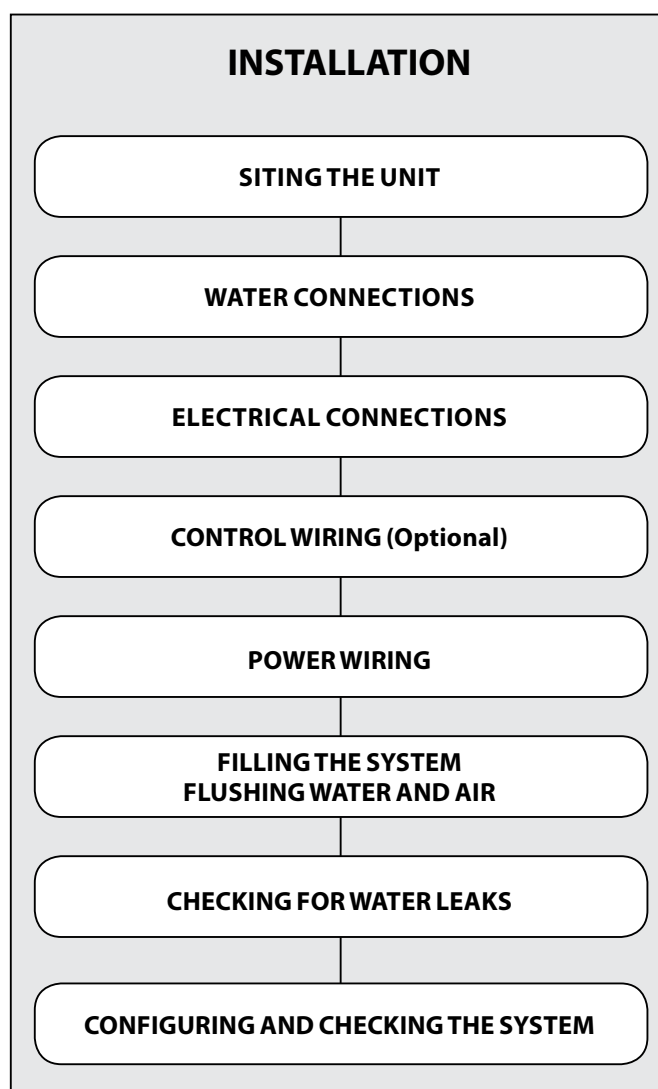 INSTALLATION
SITING THE UNIT
WATER CONNECTIONS
ELECTRICAL CONNECTIONS
CONTROL WIRING (Optional)
POWER WIRING
FILLING THE SYSTEM
FLUSHING WATER AND AIR
CHECKING FOR WATER LEAKS
CONFIGURING AND CHECKING THE SYSTEM